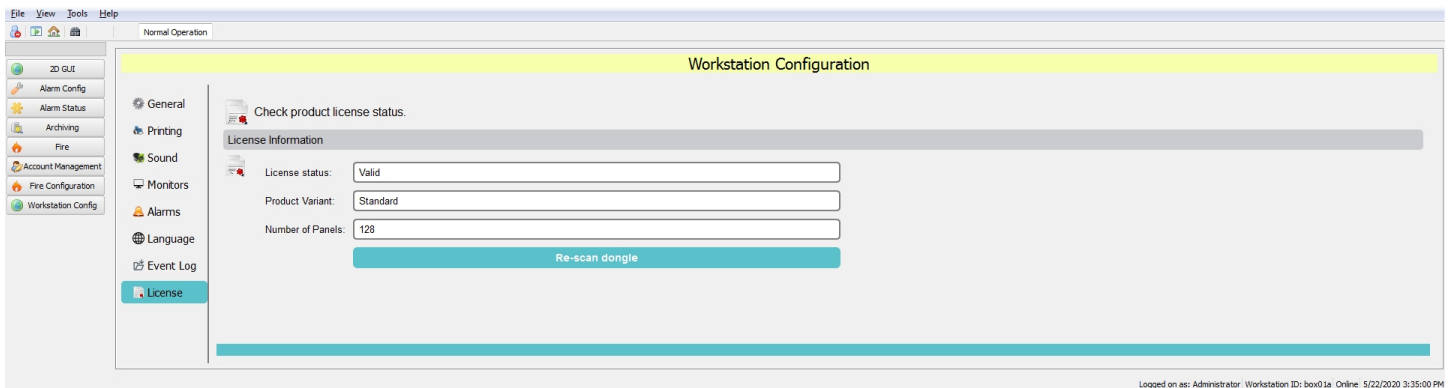 File View Tools Help
Normal Operation
2D GUI
Alarm Config
Alarm Status
Archiving
Fire
Account Management
Fire Configuration
Workstation Config
Workstation Configuration
General
Printing
Sound
Monitors
Alarms
Language
Event Log
License
Check product license status.
License Information
License status: Valid
Product Variant: Standard
Number of Panels: 128
Re-scan dongle
Logged on as: Administrator Workstation ID: box01a Online 5/22/2020 3:35:00 PM